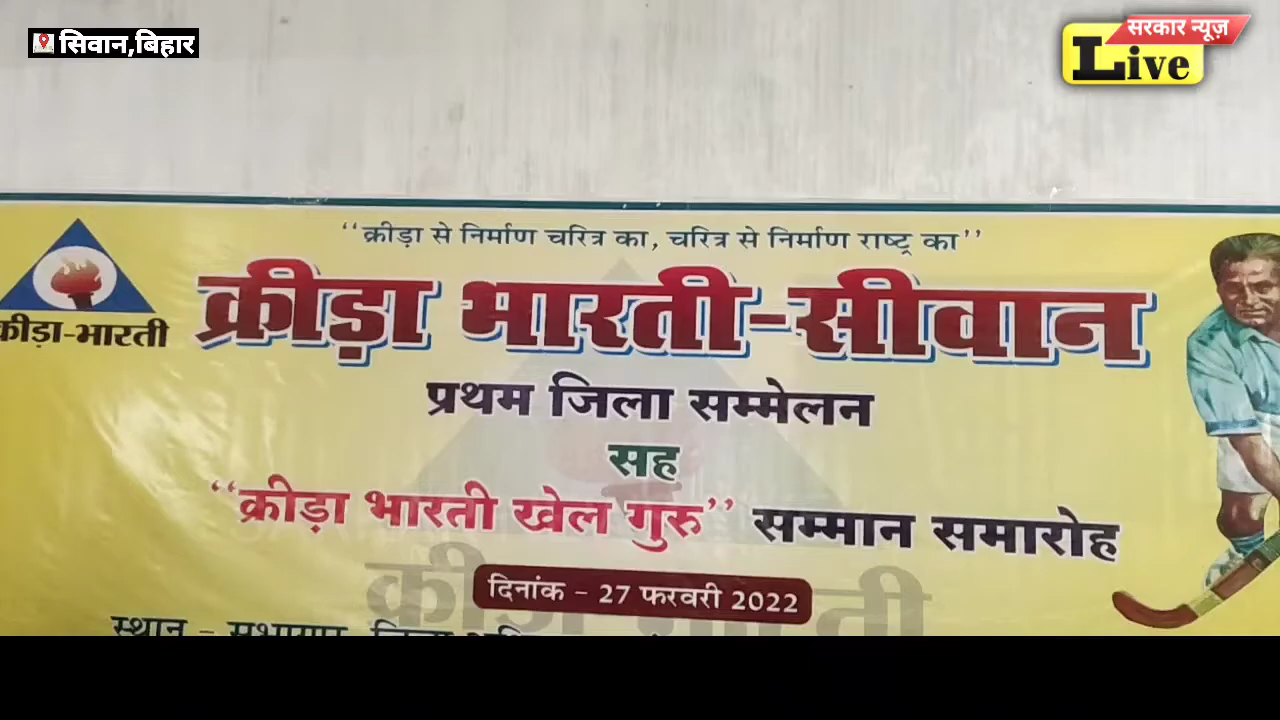 सिवान,बिहार
सरकार न्यूज़
Live
“क्रीड़ा से निर्माण चरित्र का, चरित्र से निर्माण राष्ट्र का”
क्रीड़ा-भारती
क्रीड़ा भारती-सीवान
प्रथम जिला सम्मेलन
सह
“क्रीड़ा भारती खेल गुरु” सम्मान समारोह
दिनांक - 27 फरवरी 2022
स्थान -